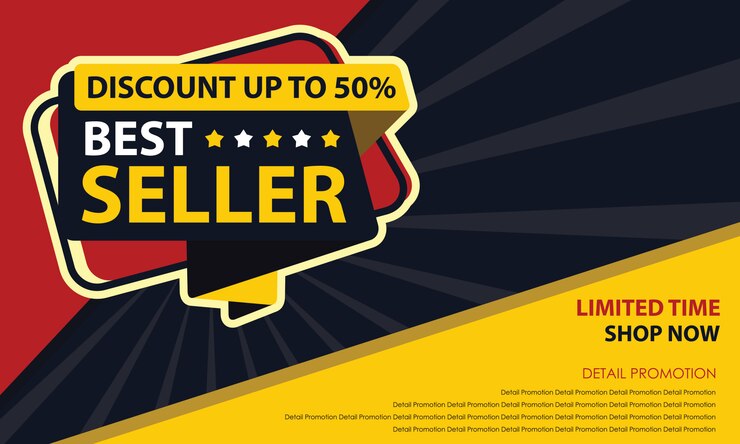 DISCOUNT UP TO 50%
BEST
SELLER
LIMITED TIME
SHOP NOW
DETAIL PROMOTION
Detail Promotion Detail Promotion Detail Promotion Detail Promotion
Detail Promotion Detail Promotion Detail Promotion Detail Promotion Detail Promotion Detail Promotion
Detail Promotion Detail Promotion Detail Promotion Detail Promotion Detail Promotion Detail Promotion Detail Promotion Detail Promotion
Detail Promotion Detail Promotion Detail Promotion Detail Promotion Detail Promotion Detail Promotion